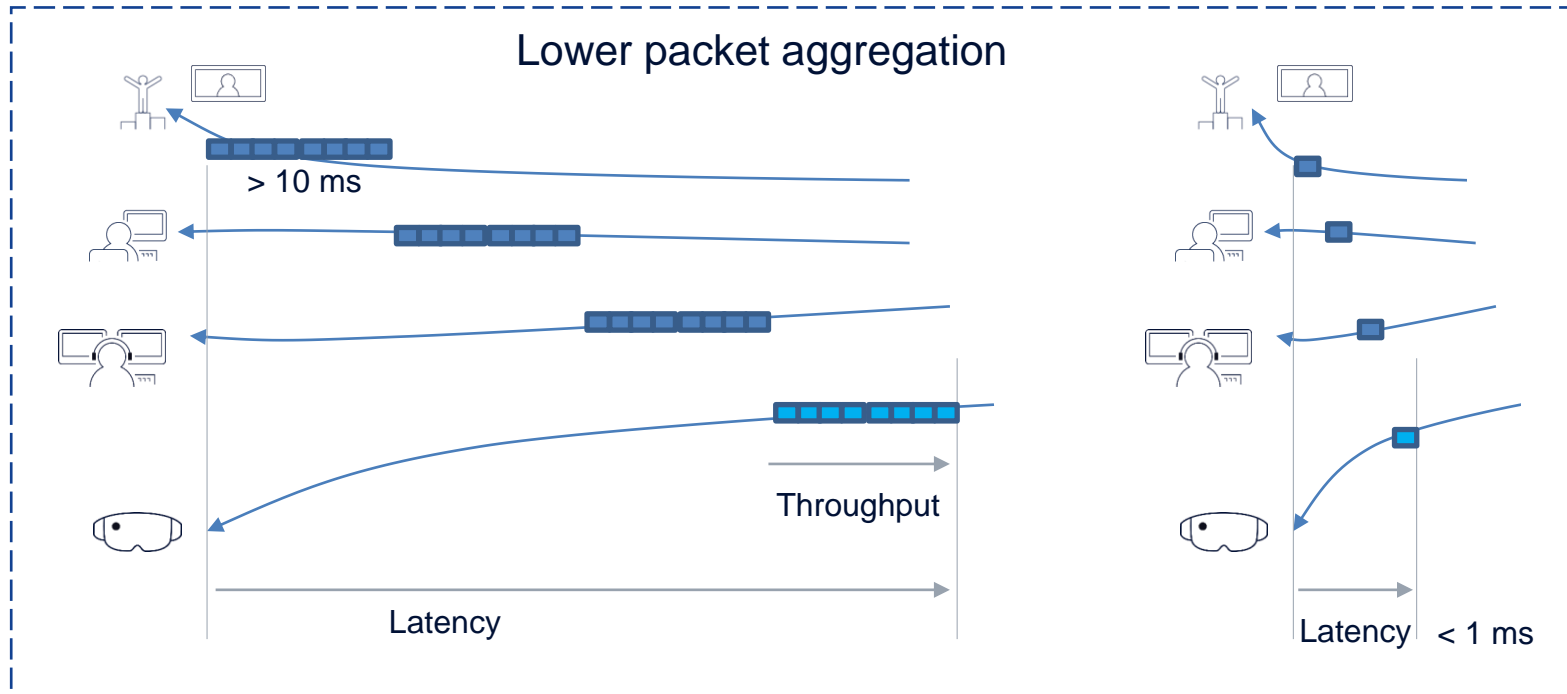 Lower packet aggregation
> 10 ms
Throughput
Latency
Latency < 1 ms